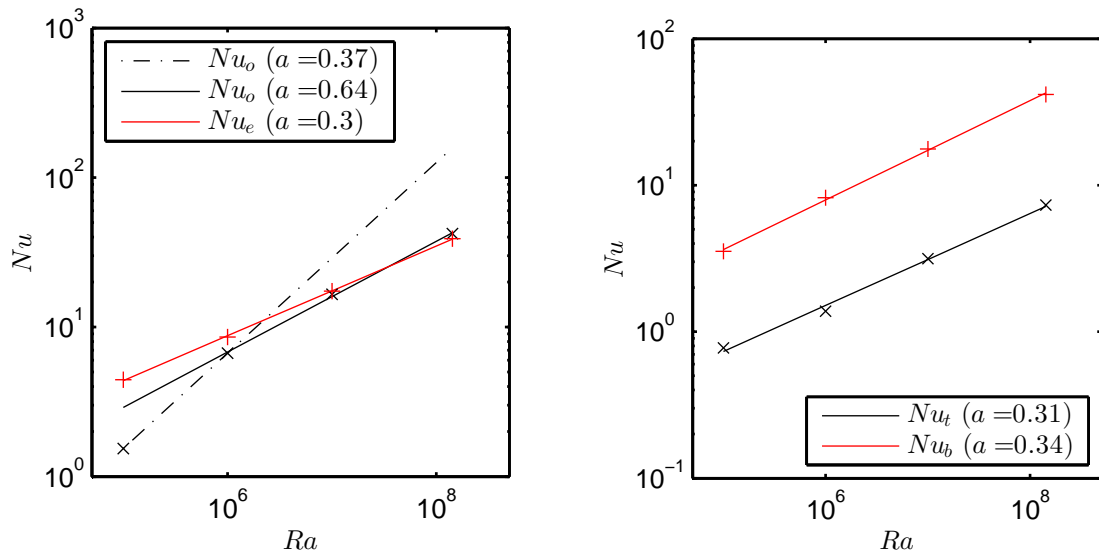 10^3
Nu_o (a =0.37)
Nu_o (a =0.64)
Nu_e (a =0.3)
10^2
Nu
10^1
10^0
10^6
10^8
Ra
10^2
10^1
Nu
10^0
Nu_t (a =0.31)
Nu_b (a =0.34)
10^−1
10^6
10^8
Ra